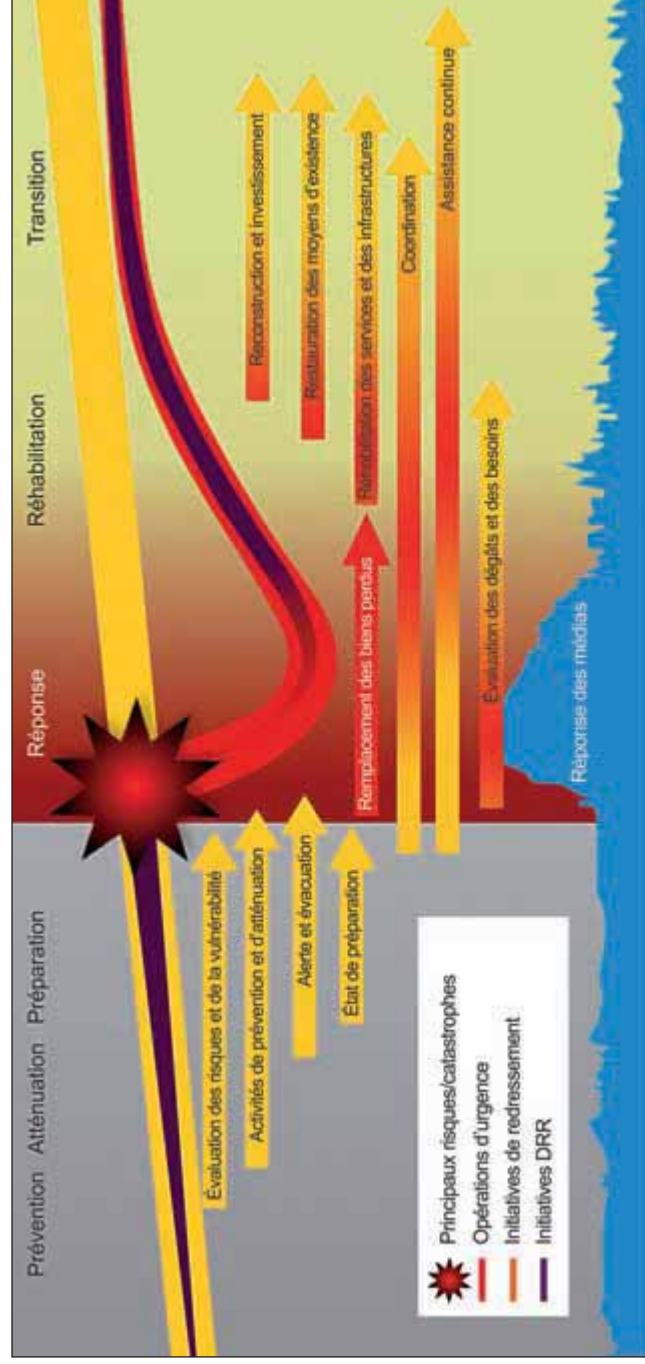 Prévention Atténuation Préparation Réponse Réhabilitation Transition
Évaluation des risques et de la vulnérabilité
Activités de prévention et d'atténuation
Alerte et évacuation
État de préparation
Reconstruction et investissement
Restauration des moyens d'existence
Remplacement des biens perdus
Réhabilitation des services et des infrastructures
Coordination
Assistance continue
Évaluation des dégâts et des besoins
Réponse des médias
Principaux risques/catastrophes
Opérations d'urgence
Initiatives de redressement
Initiatives DRR